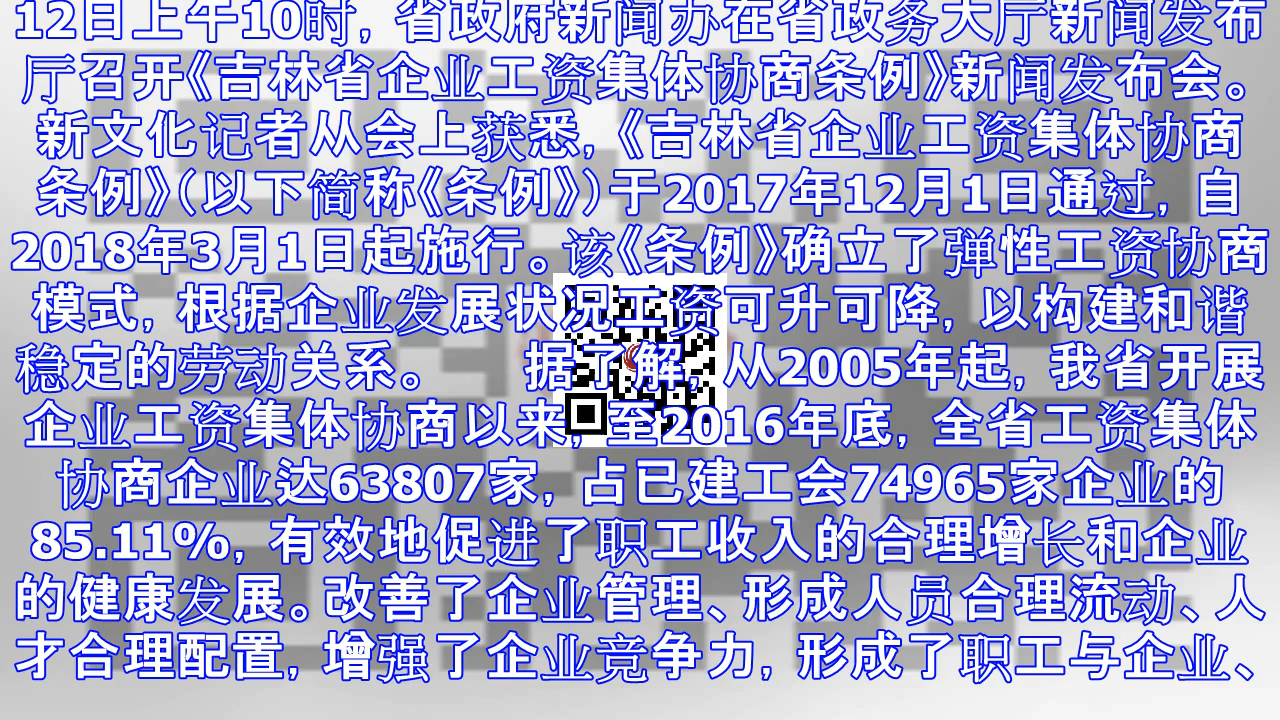 12日上午10时，省政府新闻办在省政务大厅新闻发布
厅召开《吉林省企业工资集体协商条例》新闻发布会。
新文化记者从会上获悉，《吉林省企业工资集体协商
条例》（以下简称《条例》）于2017年12月1日通过，自
2018年3月1日起施行。该《条例》确立了弹性工资协商
模式，根据企业发展状况工资可升可降，以构建和谐
稳定的劳动关系。　　据了解，从2005年起，我省开展
企业工资集体协商以来，至2016年底，全省工资集体
协商企业达63807家，占已建工会74965家企业的
85.11%，有效地促进了职工收入的合理增长和企业
的健康发展。改善了企业管理、形成人员合理流动、人
才合理配置，增强了企业竞争力，形成了职工与企业、